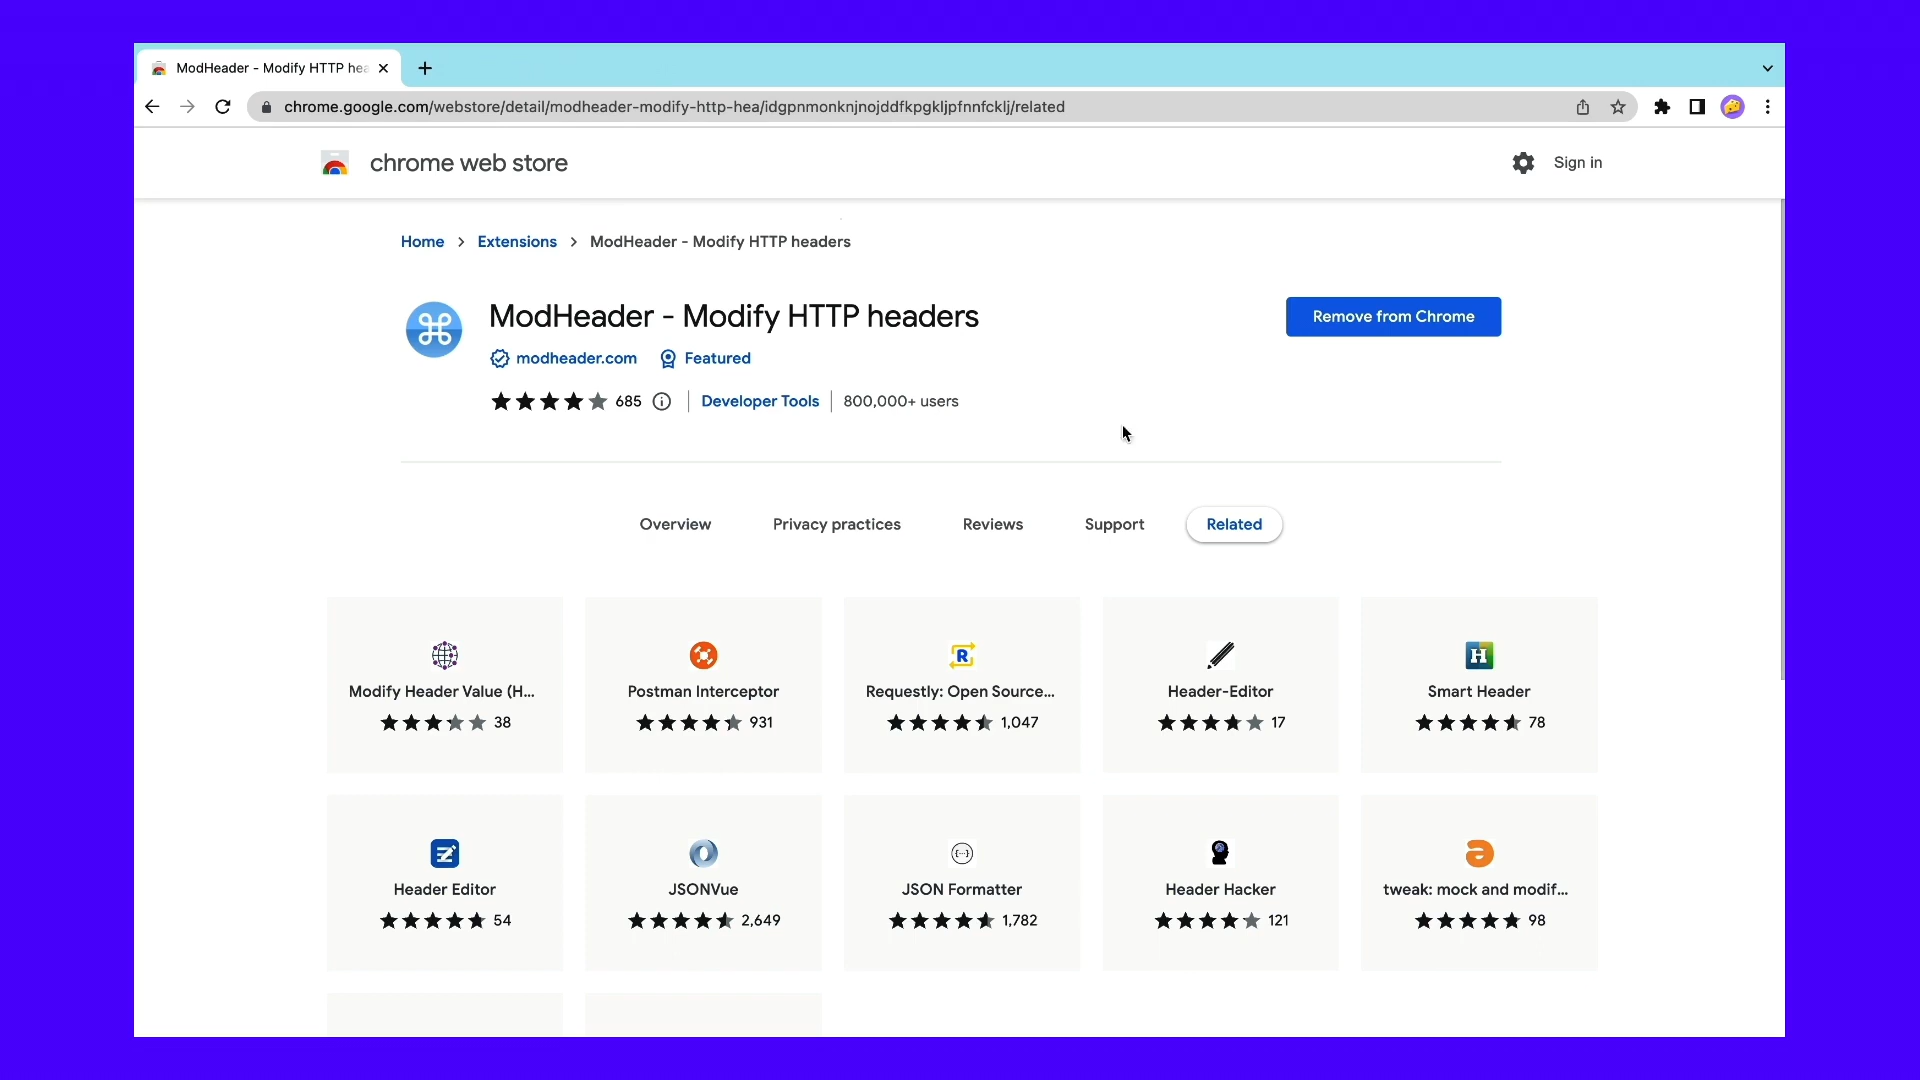 ModHeader - Modify HTTP hea
chrome.google.com/webstore/detail/modheader-modify-http-hea/idgpnmonknjnojddfkpgkljpfnnfcklj/related
chrome web store
Sign in
Home > Extensions > ModHeader - Modify HTTP headers
ModHeader - Modify HTTP headers
Remove from Chrome
modheader.com Featured
685 Developer Tools 800,000+ users
Overview Privacy practices Reviews Support Related
Modify Header Value (H... Postman Interceptor Requestly: Open Source... Header-Editor Smart Header
38 931 1,047 17 78
R H
Header Editor JSONVue JSON Formatter Header Hacker tweak: mock and modif...
54 2,649 1,782 121 98